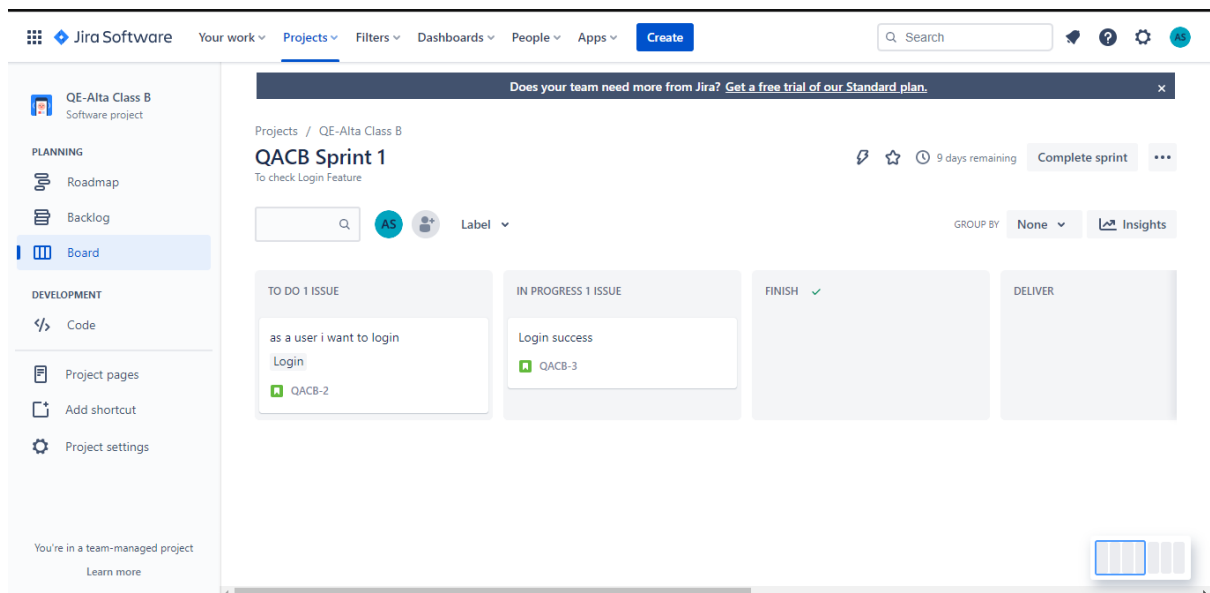 Jira Software Your work Projects Filters Dashboards People Apps Create Search AS
Does your team need more from Jira? Get a free trial of our Standard plan. ×
QE-Alta Class B
Software project
PLANNING
Roadmap
Backlog
Board
DEVELOPMENT
</> Code
Project pages
Add shortcut
Project settings
You're in a team-managed project
Learn more
Projects / QE-Alta Class B
QACB Sprint 1
To check Login Feature
9 days remaining Complete sprint
AS Label GROUP BY None Insights
TO DO 1 ISSUE
as a user i want to login
Login
QACB-2
IN PROGRESS 1 ISSUE
Login success
QACB-3
FINISH
DELIVER